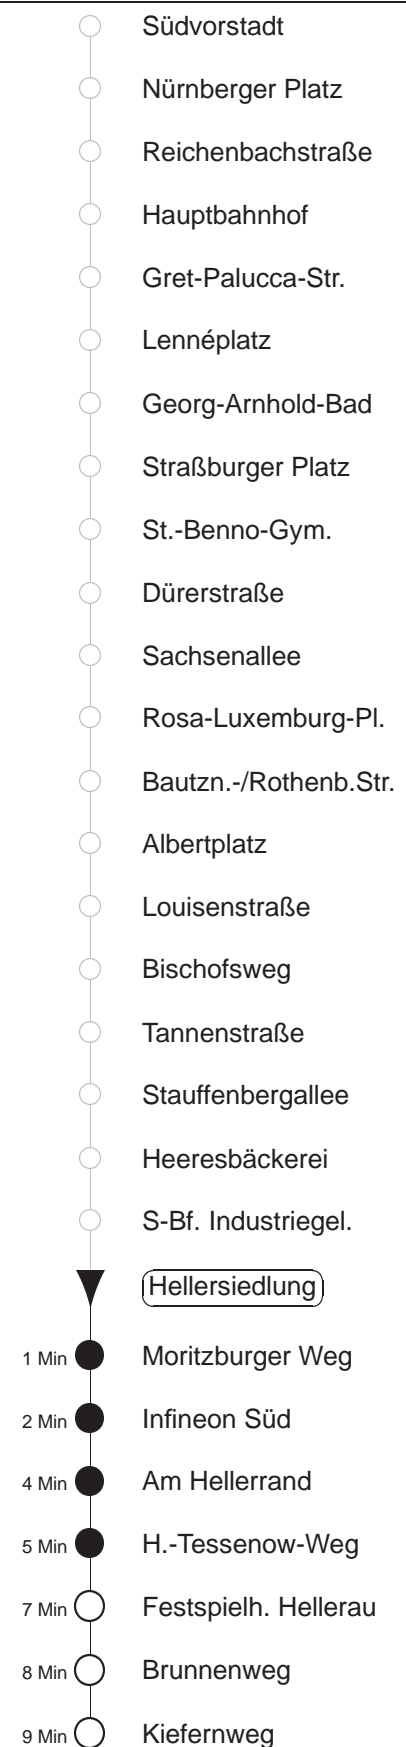 Südvorstadt
Nürnberger Platz
Reichenbachstraße
Hauptbahnhof
Gret-Palucca-Str.
Lennéplatz
Georg-Arnhold-Bad
Straßburger Platz
St.-Benno-Gym.
Dürerstraße
Sachsenallee
Rosa-Luxemburg-Pl.
Bautzn.-/Rothenb.Str.
Albertplatz
Louisenstraße
Bischofsweg
Tannenstraße
Stauffenbergallee
Heeresbäckerei
S-Bf. Industriegel.
Hellersiedlung
1 Min Moritzburger Weg
2 Min Infineon Süd
4 Min Am Hellerrand
5 Min H.-Tessenow-Weg
7 Min Festspielh. Hellerau
8 Min Brunnenweg
9 Min Kiefernweg